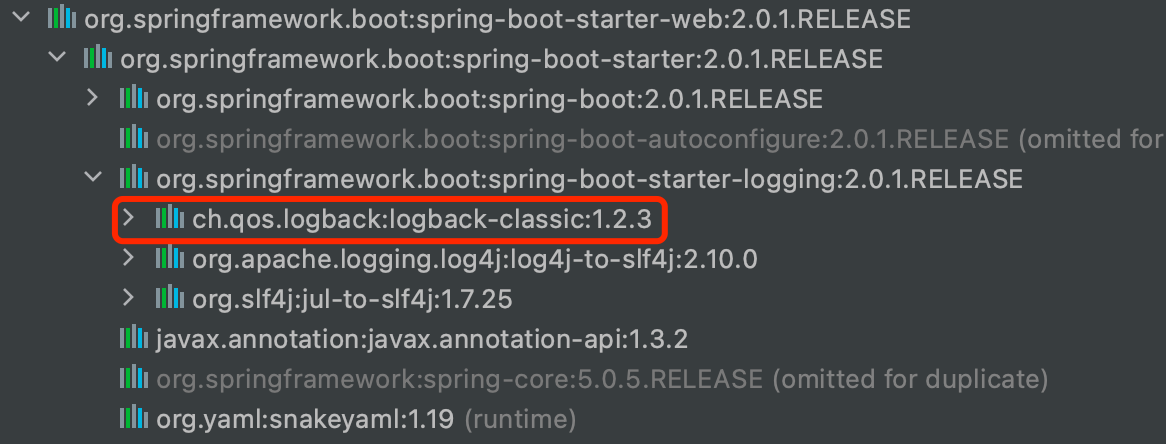 org.springframework.boot:spring-boot-starter-web:2.0.1.RELEASE
org.springframework.boot:spring-boot-starter:2.0.1.RELEASE
org.springframework.boot:spring-boot:2.0.1.RELEASE
org.springframework.boot:spring-boot-autoconfigure:2.0.1.RELEASE (omitted for
org.springframework.boot:spring-boot-starter-logging:2.0.1.RELEASE
ch.qos.logback:logback-classic:1.2.3
org.apache.logging.log4j:log4j-to-slf4j:2.10.0
org.slf4j:jul-to-slf4j:1.7.25
javax.annotation:javax.annotation-api:1.3.2
org.springframework:spring-core:5.0.5.RELEASE (omitted for duplicate)
org.yaml:snakeyaml:1.19 (runtime)